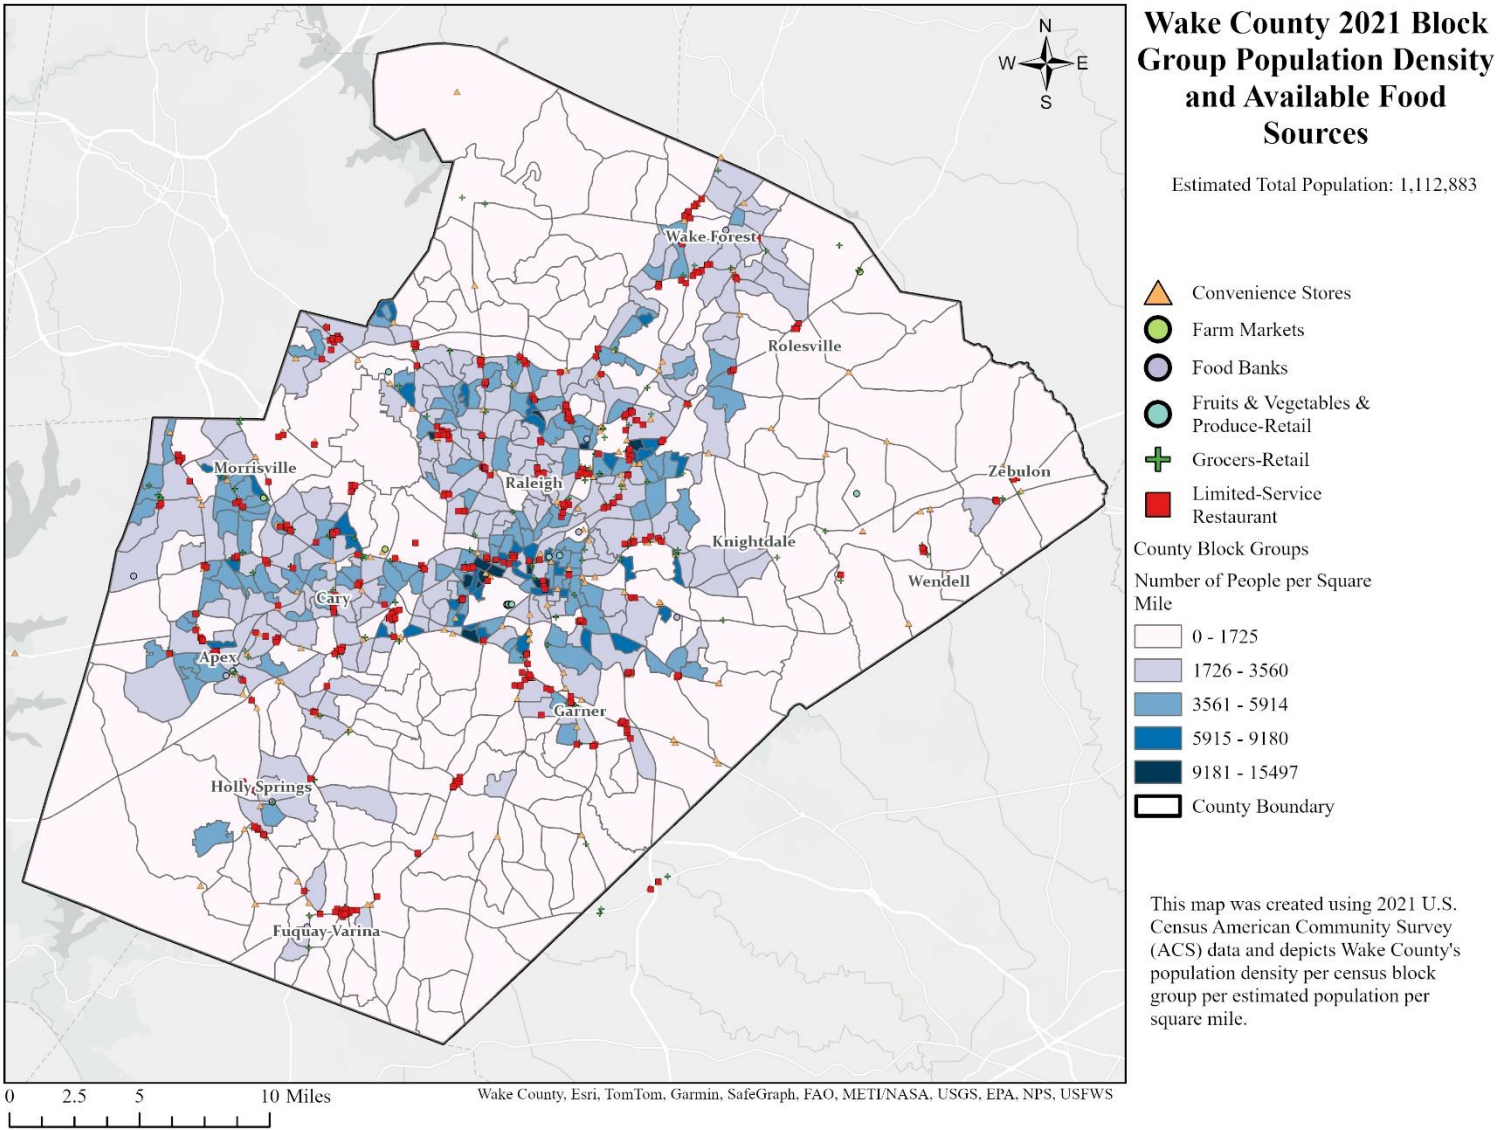 Wake County 2021 Block
Group Population Density
and Available Food
Sources
Estimated Total Population: 1,112,883
N
W E
S
Convenience Stores
Farm Markets
Food Banks
Fruits & Vegetables &
Produce-Retail
Grocers-Retail
Limited-Service
Restaurant
County Block Groups
Number of People per Square
Mile
0 - 1725
1726 - 3560
3561 - 5914
5915 - 9180
9181 - 15497
County Boundary
This map was created using 2021 U.S.
Census American Community Survey
(ACS) data and depicts Wake County's
population density per census block
group per estimated population per
square mile.
Wake Forest
Rolesville
Morrisville
Raleigh
Zebulon
Knightdale
Wendell
Cary
Apex
Garner
Holly Springs
Fuquay-Varina
0 2.5 5 10 Miles
Wake County, Esri, TomTom, Garmin, SafeGraph, FAO, METI/NASA, USGS, EPA, NPS, USFWS